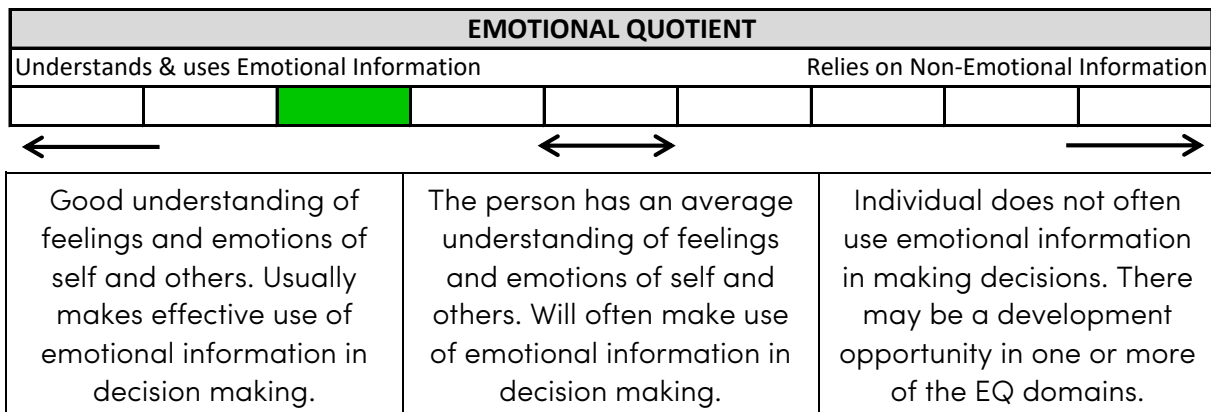 EMOTIONAL QUOTIENT
Understands & uses Emotional Information
Relies on Non-Emotional Information
Good understanding of
feelings and emotions of
self and others. Usually
makes effective use of
emotional information in
decision making.
The person has an average
understanding of feelings
and emotions of self and
others. Will often make use
of emotional information in
decision making.
Individual does not often
use emotional information
in making decisions. There
may be a development
opportunity in one or more
of the EQ domains.